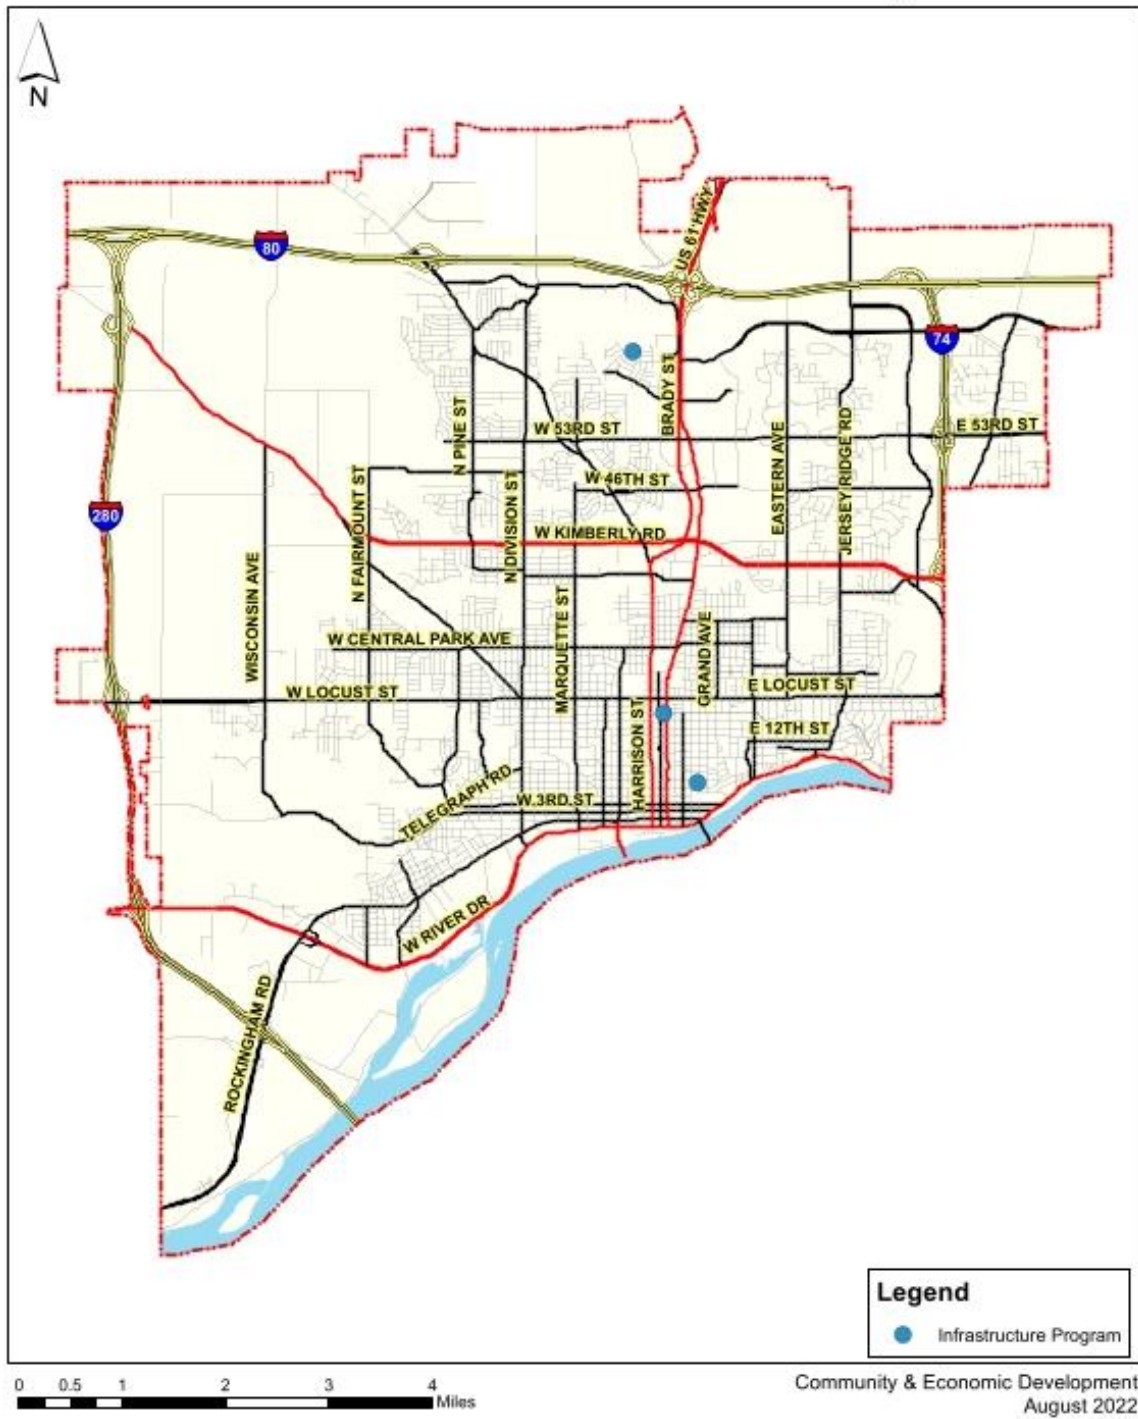 N
US 61 HWY
80
74
BRADY ST
N PINE ST
W 53RD ST
E 53RD ST
EASTERN AVE
JERSEY RIDGE RD
W 46TH ST
N FAIRMOUNT ST
N DIVISION ST
280
W KIMBERLY RD
WISCONSIN AVE
MARQUETTE ST
GRAND AVE
W CENTRAL PARK AVE
W LOCUST ST
E LOCUST ST
HARRISON ST
E 12TH ST
TELEGRAPH RD
W 3RD ST
W RIVER DR
ROCKINGHAM RD
Legend
Infrastructure Program
0 0.5 1 2 3 4
Miles
Community & Economic Development
August 2022